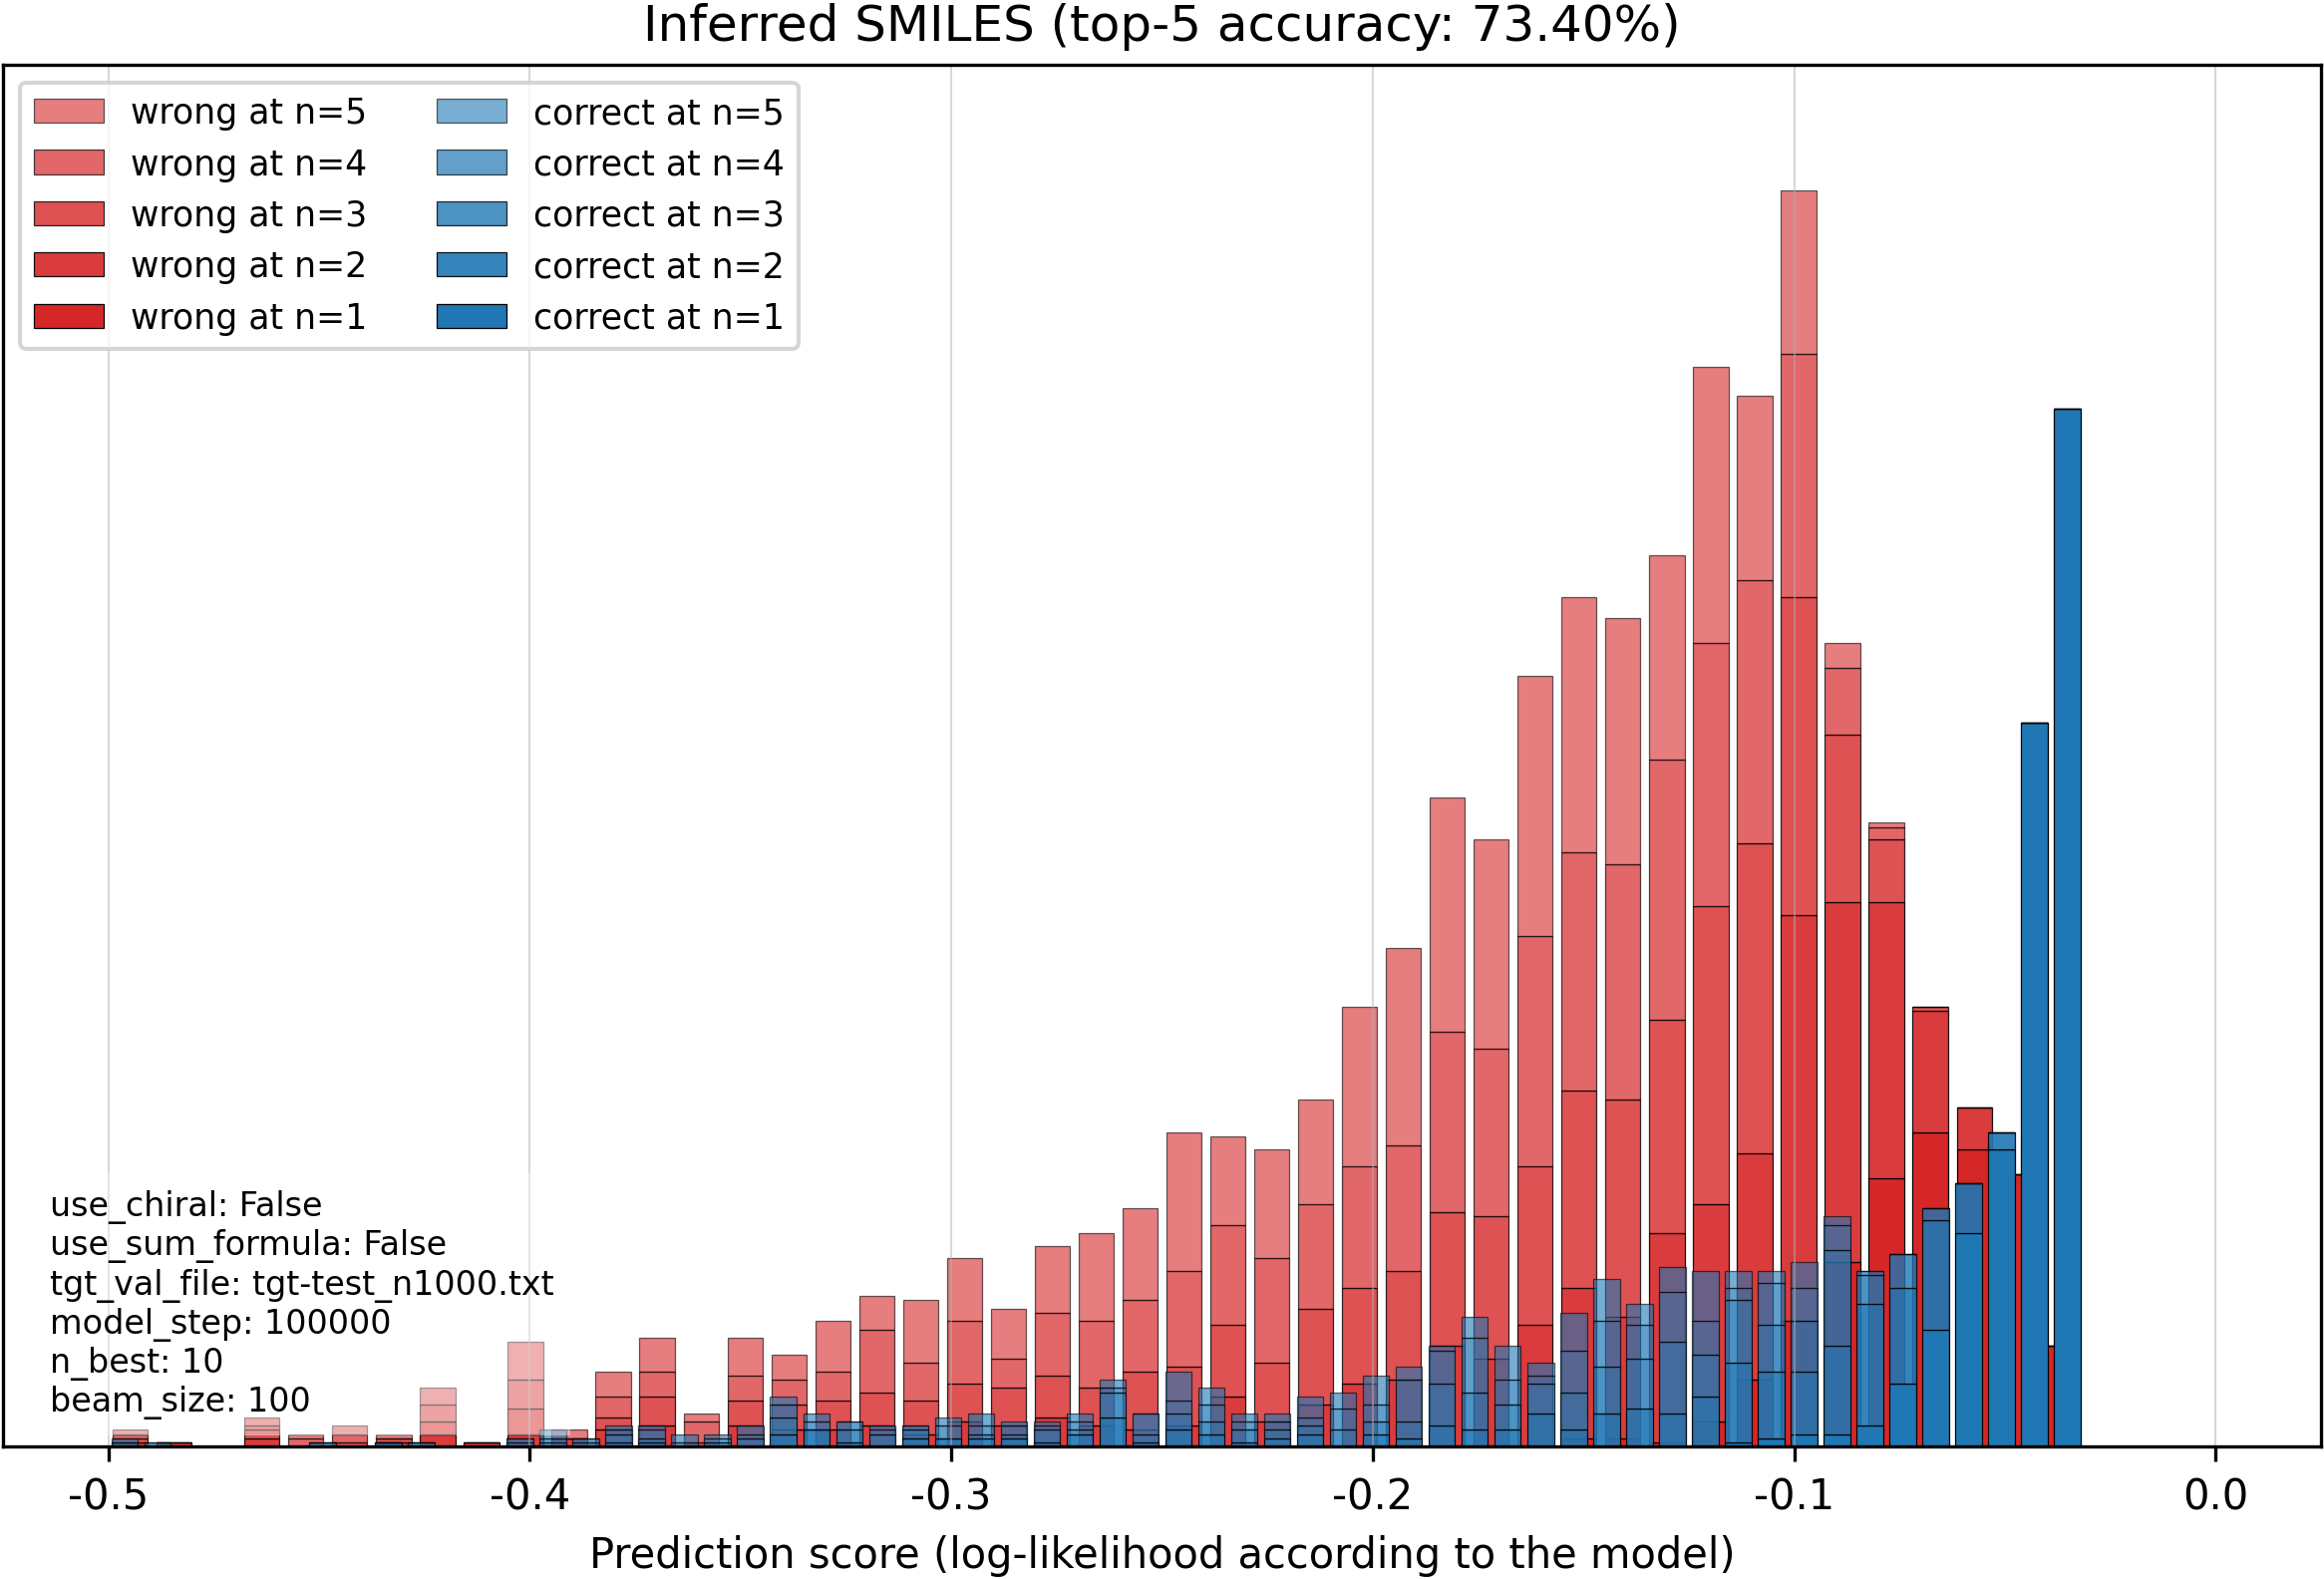 Inferred SMILES (top-5 accuracy: 73.40%)
wrong at n=5
wrong at n=4
wrong at n=3
wrong at n=2
wrong at n=1
correct at n=5
correct at n=4
correct at n=3
correct at n=2
correct at n=1
use_chiral: False
use_sum_formula: False
tgt_val_file: tgt-test_n1000.txt
model_step: 100000
n_best: 10
beam_size: 100
-0.5 -0.4 -0.3 -0.2 -0.1 0.0
Prediction score (log-likelihood according to the model)